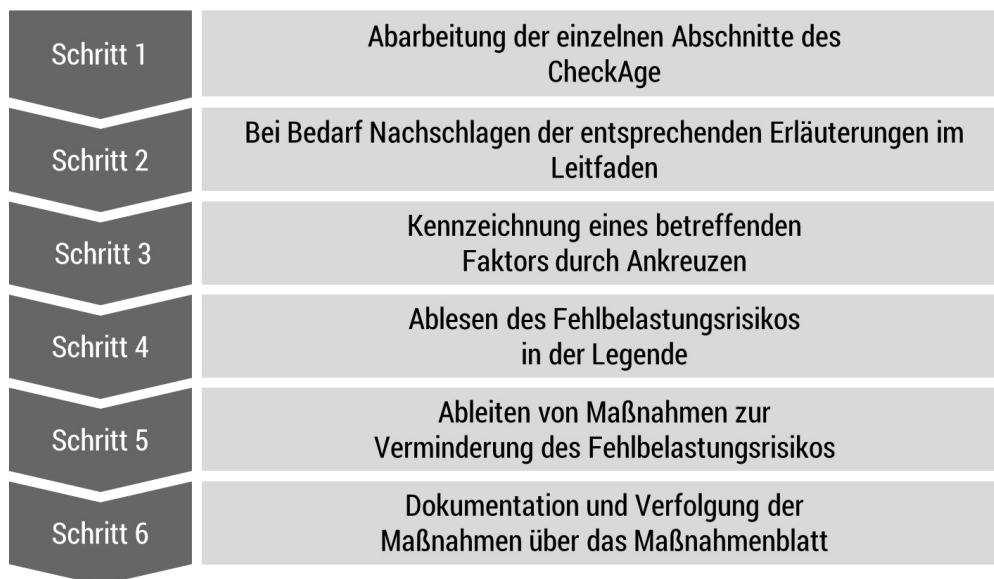 Schritt 1
Abarbeitung der einzelnen Abschnitte des
CheckAge
Schritt 2
Bei Bedarf Nachschlagen der entsprechenden Erläuterungen im
Leitfaden
Schritt 3
Kennzeichnung eines betreffenden
Faktors durch Ankreuzen
Schritt 4
Ablesen des Fehlbelastungsrisikos
in der Legende
Schritt 5
Ableiten von Maßnahmen zur
Verminderung des Fehlbelastungsrisikos
Schritt 6
Dokumentation und Verfolgung der
Maßnahmen über das Maßnahmenblatt